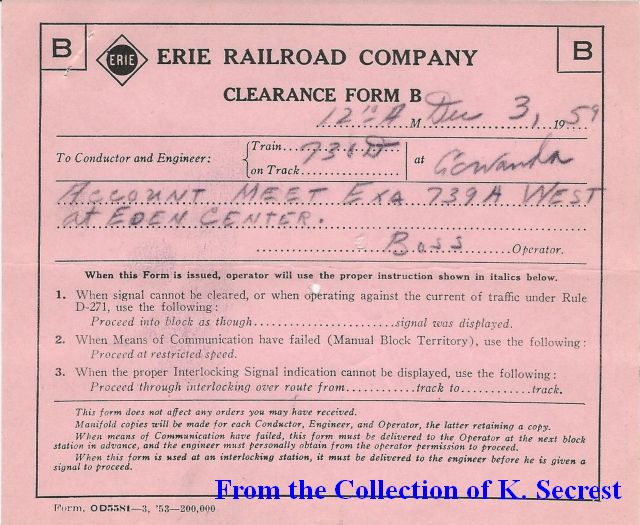 B
ERIE
ERIE RAILROAD COMPANY
B
CLEARANCE FORM B
12 10 A M Dec 3, 1959
To Conductor and Engineer: Train on Track at Gowanda
ACCOUNT MEET EXA 739A WEST
at EDEN CENTER.
Boss Operator.
When this Form is issued, operator will use the proper instruction shown in italics below.
1. When signal cannot be cleared, or when operating against the current of traffic under Rule
D-271, use the following:
Proceed into block as though....................signal was displayed.
2. When Means of Communication have failed (Manual Block Territory), use the following:
Proceed at restricted speed.
3. When the proper Interlocking Signal indication cannot be displayed, use the following:
Proceed through interlocking over route from............track to............track.
This form does not affect any orders you may have received.
Manifold copies will be made for each Conductor, Engineer, and Operator, the latter retaining a copy.
When means of Communication have failed, this form must be delivered to the Operator at the next block
station in advance, and the engineer must personally obtain from the operator permission to proceed.
When this form is used at an interlocking station, it must be delivered to the engineer before he is given a
signal to proceed.
From the Collection of K. Secrest
Form, OD5581—3, '53—200,000